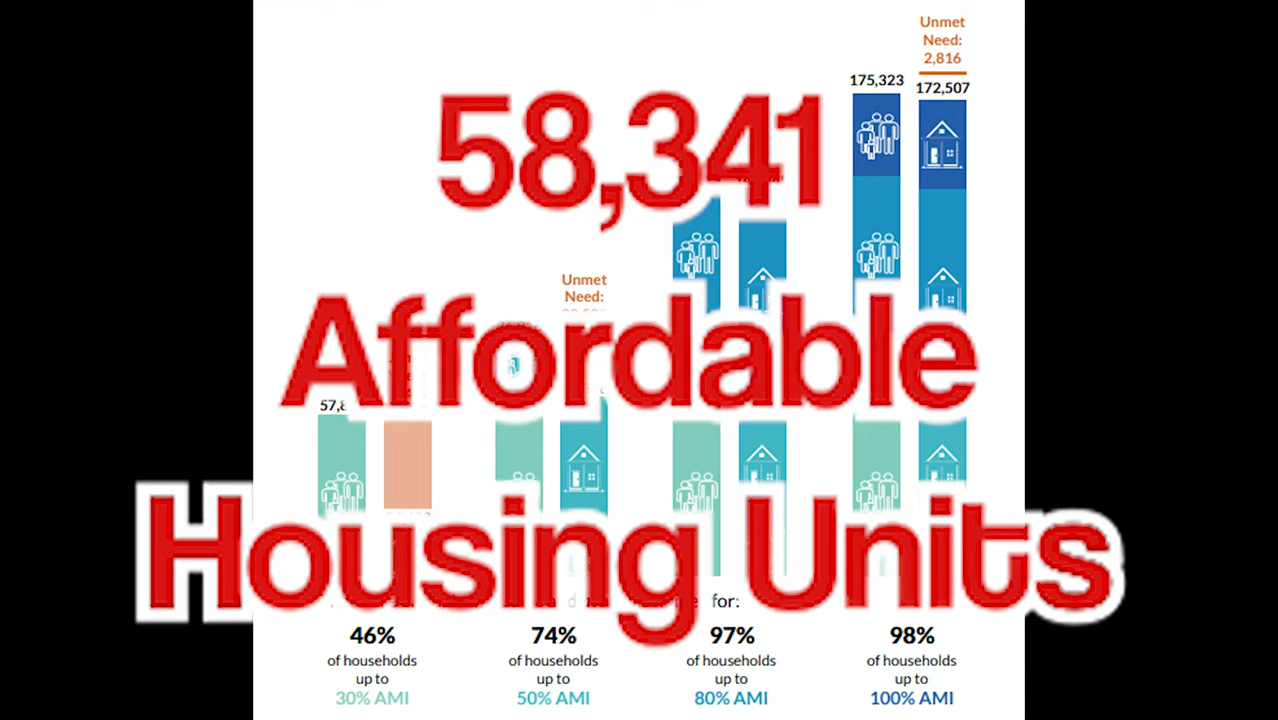 Unmet
Need:
2,816
175,323
172,507
58,341
Unmet
Need:
Affordable
Housing Units
for:
46%
of households
up to
30% AMI
74%
of households
up to
50% AMI
97%
of households
up to
80% AMI
98%
of households
up to
100% AMI